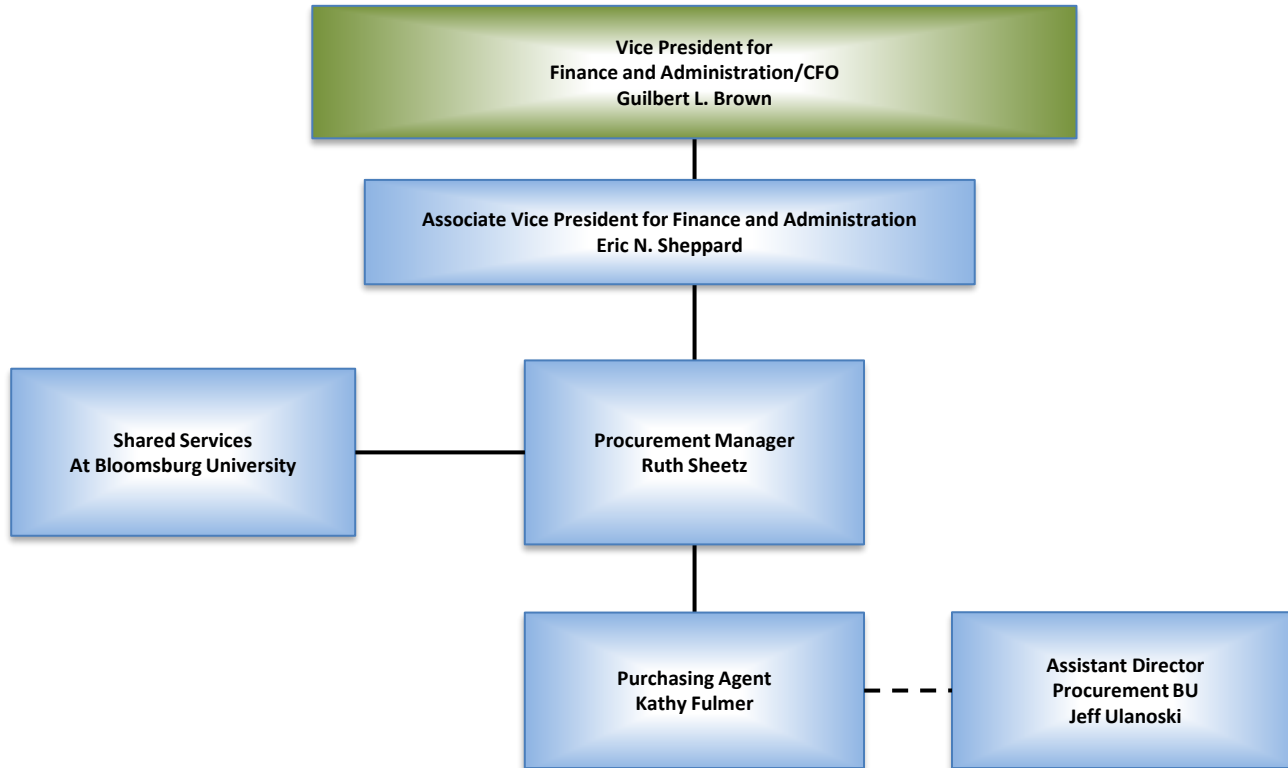 Vice President for
Finance and Administration/CFO
Guilbert L. Brown
Associate Vice President for Finance and Administration
Eric N. Sheppard
Shared Services
At Bloomsburg University
Procurement Manager
Ruth Sheetz
Purchasing Agent
Kathy Fulmer
Assistant Director
Procurement BU
Jeff Ulanoski